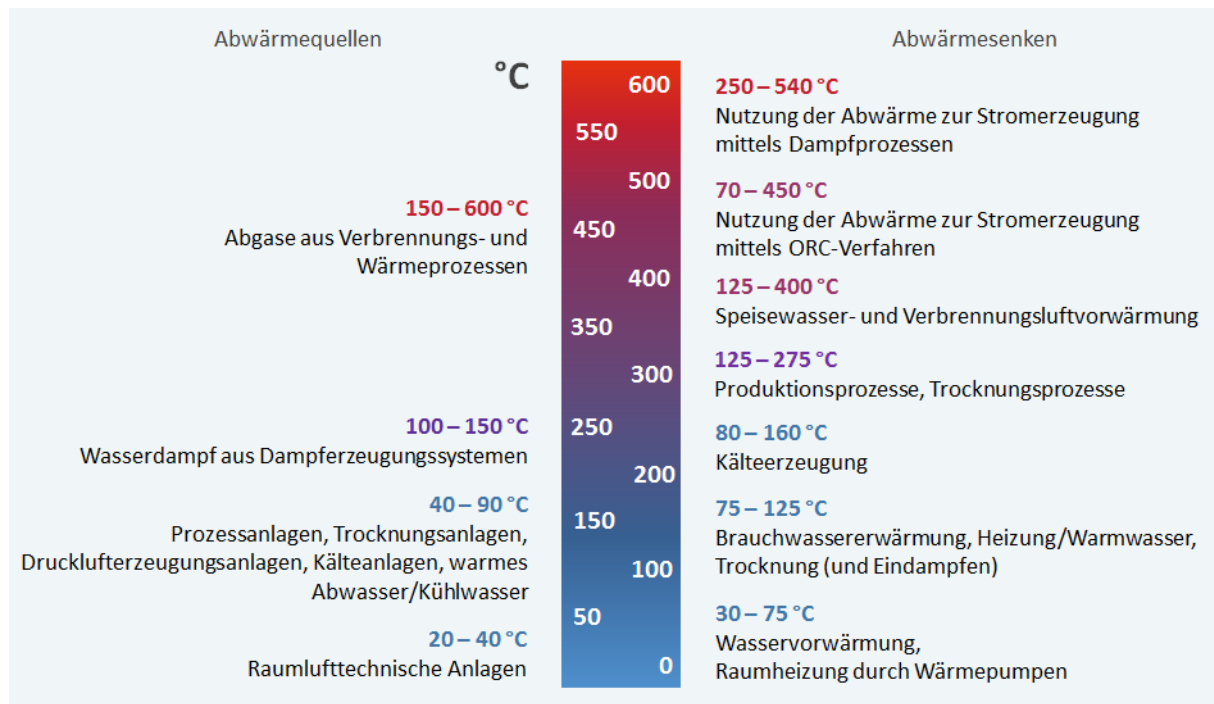 Abwärmequellen
Abwärmesenken
°C
150 – 600 °C
Abgase aus Verbrennungs- und
Wärmeprozessen
100 – 150 °C
Wasserdampf aus Dampferzeugungssystemen
40 – 90 °C
Prozessanlagen, Trocknungsanlagen,
Drucklufterzeugungsanlagen, Kälteanlagen, warmes
Abwasser/Kühlwasser
20 – 40 °C
Raumlufttechnische Anlagen
600
550
500
450
400
350
300
250
200
150
100
50
0
250 – 540 °C
Nutzung der Abwärme zur Stromerzeugung
mittels Dampfprozessen
70 – 450 °C
Nutzung der Abwärme zur Stromerzeugung
mittels ORC-Verfahren
125 – 400 °C
Speisewasser- und Verbrennungsluftvorwärmung
125 – 275 °C
Produktionsprozesse, Trocknungsprozesse
80 – 160 °C
Kälteerzeugung
75 – 125 °C
Brauchwassererwärmung, Heizung/Warmwasser,
Trocknung (und Eindampfen)
30 – 75 °C
Wasservorwärmung,
Raumheizung durch Wärmepumpen